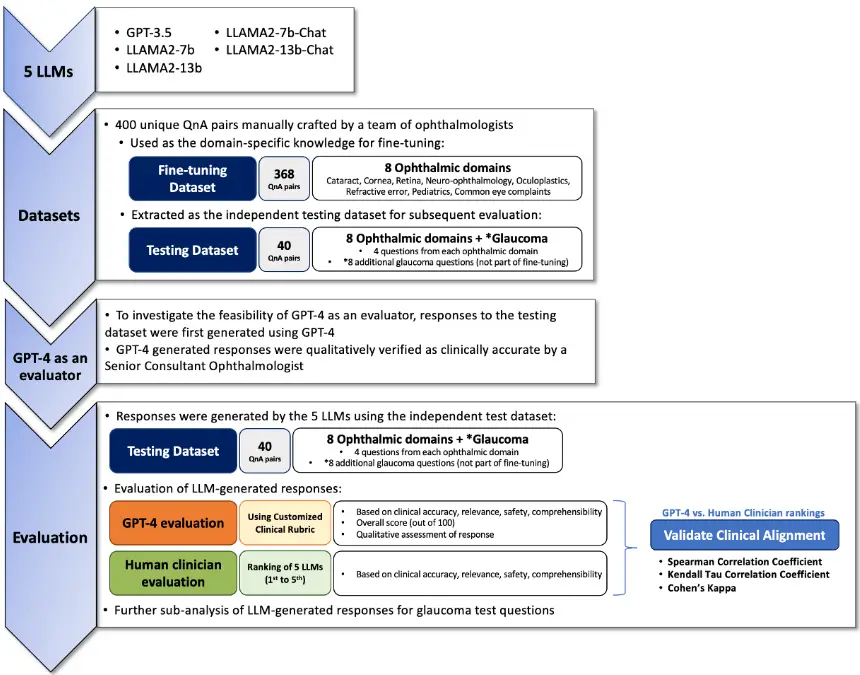 5 LLMs
• GPT-3.5
• LLAMA2-7b
• LLAMA2-13b
• LLAMA2-7b-Chat
• LLAMA2-13b-Chat
Datasets
• 400 unique QnA pairs manually crafted by a team of ophthalmologists
• Used as the domain-specific knowledge for fine-tuning:
Fine-tuning
Dataset
368
QnA pairs
8 Ophthalmic domains
Cataract, Cornea, Retina, Neuro-ophthalmology, Oculoplastics,
Refractive error, Pediatrics, Common eye complaints
• Extracted as the independent testing dataset for subsequent evaluation:
Testing Dataset
40
QnA pairs
8 Ophthalmic domains + *Glaucoma
• 4 questions from each ophthalmic domain
• *8 additional glaucoma questions (not part of fine-tuning)
GPT-4 as an
evaluator
• To investigate the feasibility of GPT-4 as an evaluator, responses to the testing
dataset were first generated using GPT-4
• GPT-4 generated responses were qualitatively verified as clinically accurate by a
Senior Consultant Ophthalmologist
Evaluation
• Responses were generated by the 5 LLMs using the independent test dataset:
Testing Dataset
40
QnA pairs
8 Ophthalmic domains + *Glaucoma
• 4 questions from each ophthalmic domain
• *8 additional glaucoma questions (not part of fine-tuning)
• Evaluation of LLM-generated responses:
GPT-4 evaluation
Using Customized
Clinical Rubric
• Based on clinical accuracy, relevance, safety, comprehensibility
• Overall score (out of 100)
• Qualitative assessment of response
Human clinician
evaluation
Ranking of 5 LLMs
(1st to 5th)
• Based on clinical accuracy, relevance, safety, comprehensibility
GPT-4 vs. Human Clinician rankings
Validate Clinical Alignment
• Spearman Correlation Coefficient
• Kendall Tau Correlation Coefficient
• Cohen's Kappa
• Further sub-analysis of LLM-generated responses for glaucoma test questions